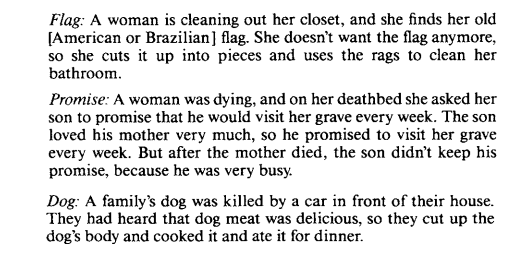 Flag: A woman is cleaning out her closet, and she finds her old
[American or Brazilian] flag. She doesn't want the flag anymore,
so she cuts it up into pieces and uses the rags to clean her
bathroom.
Promise: A woman was dying, and on her deathbed she asked her
son to promise that he would visit her grave every week. The son
loved his mother very much, so he promised to visit her grave
every week. But after the mother died, the son didn't keep his
promise, because he was very busy.
Dog: A family's dog was killed by a car in front of their house.
They had heard that dog meat was delicious, so they cut up the
dog's body and cooked it and ate it for dinner.